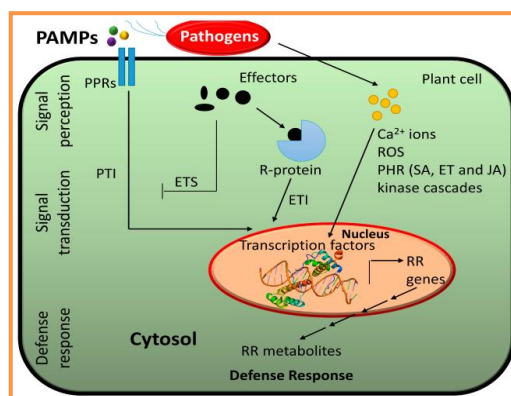 PAMPs
Pathogens
PPRs
Effectors
Plant cell
Signal
perception
Ca2+ ions
ROS
PHR (SA, ET and JA)
kinase cascades
R-protein
PTI
ETS
ETI
Signal
transduction
Nucleus
Transcription factors
RR
genes
Defense
response
Cytosol
RR metabolites
Defense Response